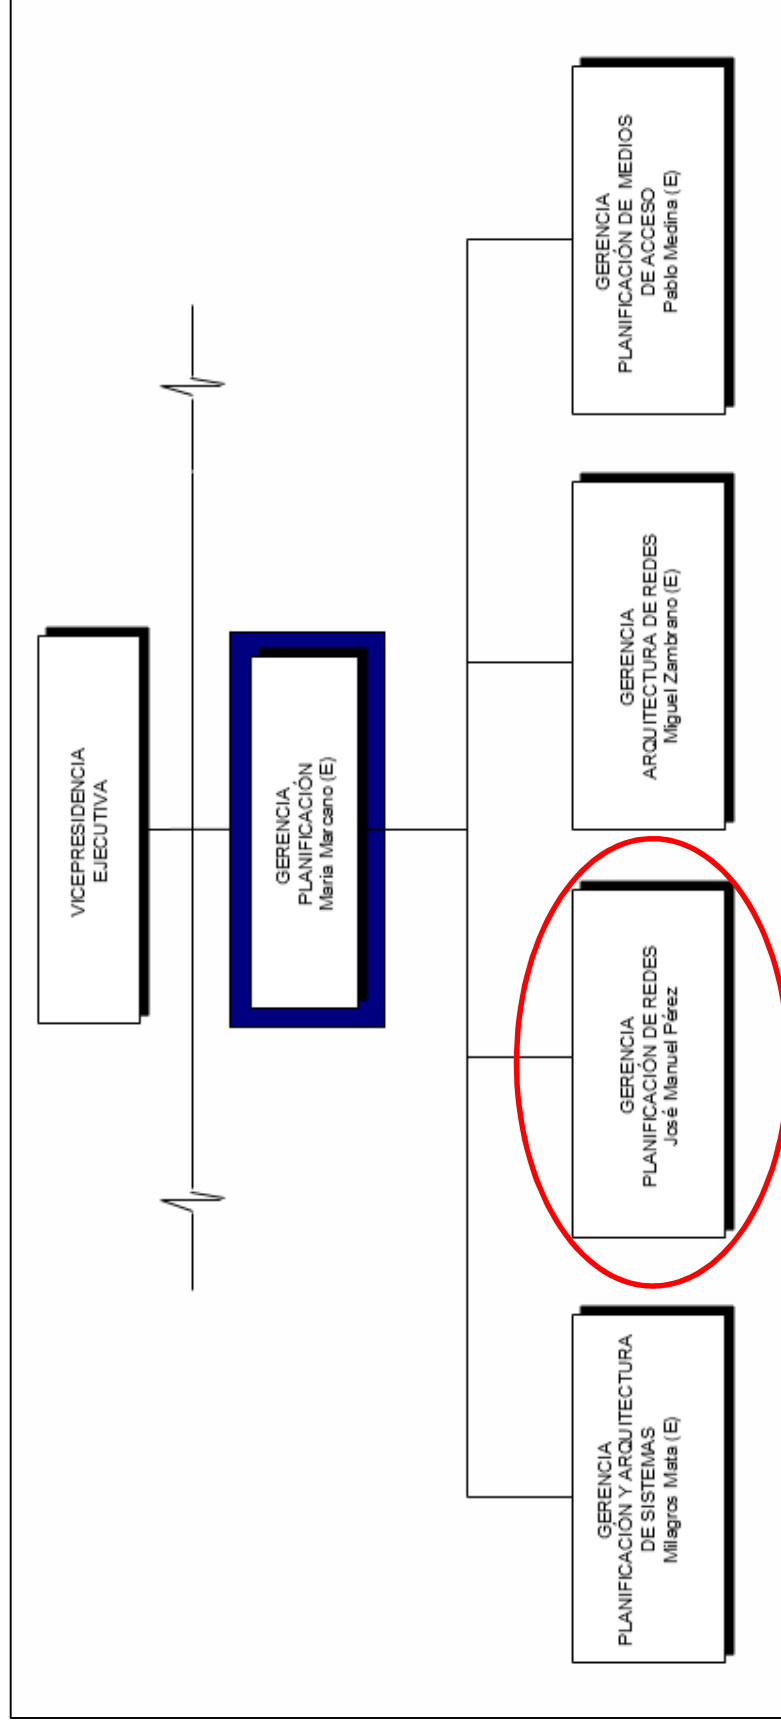 VICEPRESIDENCIA
EJECUTIVA
GERENCIA
PLANIFICACIÓN
Maria Marcano (E)
GERENCIA
PLANIFICACIÓN Y ARQUITECTURA
DE SISTEMAS
Milagros Mata (E)
GERENCIA
PLANIFICACIÓN DE REDES
José Manuel Pérez
GERENCIA
ARQUITECTURA DE REDES
Miguel Zambrano (E)
GERENCIA
PLANIFICACIÓN DE MEDIOS
DE ACCESO
Pablo Medina (E)